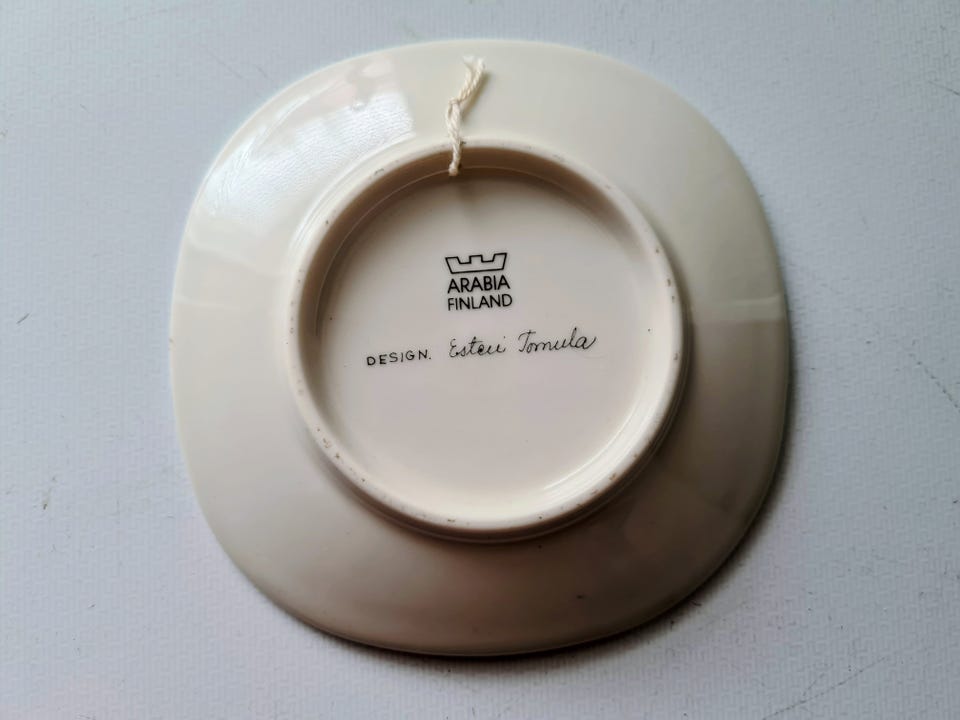 ARABIA
FINLAND
DESIGN. Esteri Tomula